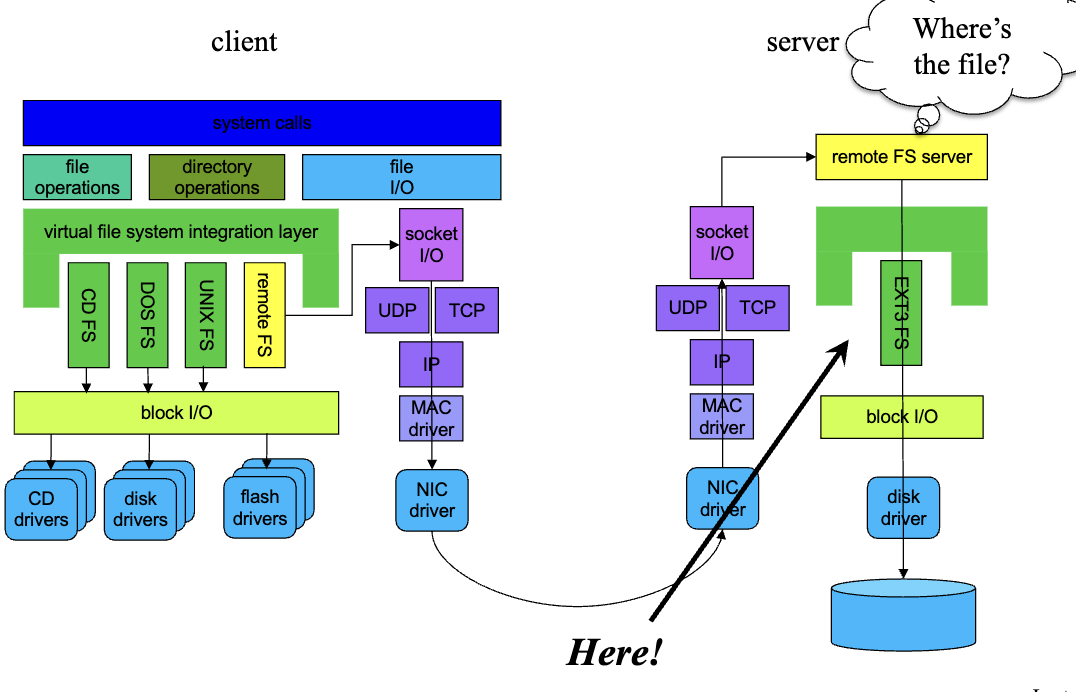 client
server
Where's
the file?
system calls
file
operations
directory
operations
file
I/O
remote FS server
virtual file system integration layer
socket
I/O
socket
I/O
CD FS
DOS FS
UNIX FS
remote FS
UDP
TCP
UDP
TCP
EXT3 FS
IP
IP
MAC
driver
MAC
driver
block I/O
block I/O
CD
drivers
disk
drivers
flash
drivers
NIC
driver
NIC
driver
disk
driver
Here!